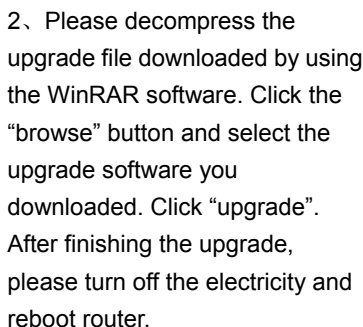 2、Please decompress the
upgrade file downloaded by using
the WinRAR software. Click the
“browse” button and select the
upgrade software you
downloaded. Click “upgrade”.
After finishing the upgrade,
please turn off the electricity and
reboot router.